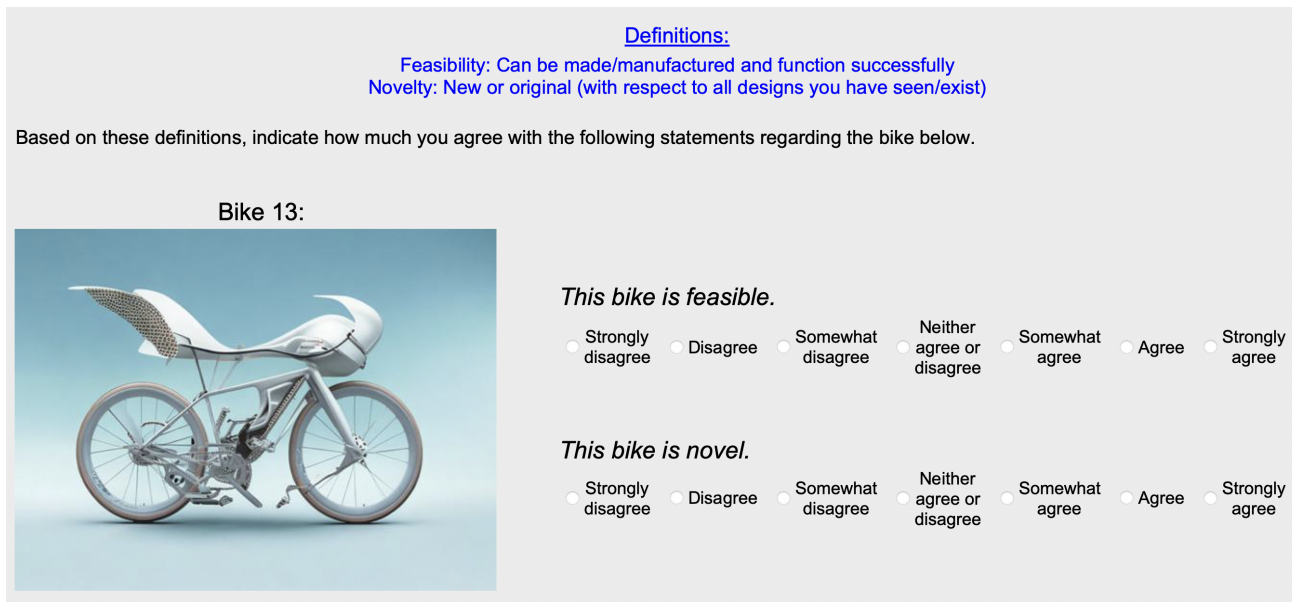 Definitions:
Feasibility: Can be made/manufactured and function successfully
Novelty: New or original (with respect to all designs you have seen/exist)
Based on these definitions, indicate how much you agree with the following statements regarding the bike below.
Bike 13:
This bike is feasible.
Strongly disagree
Disagree
Somewhat disagree
Neither agree or disagree
Somewhat agree
Agree
Strongly agree
This bike is novel.
Strongly disagree
Disagree
Somewhat disagree
Neither agree or disagree
Somewhat agree
Agree
Strongly agree